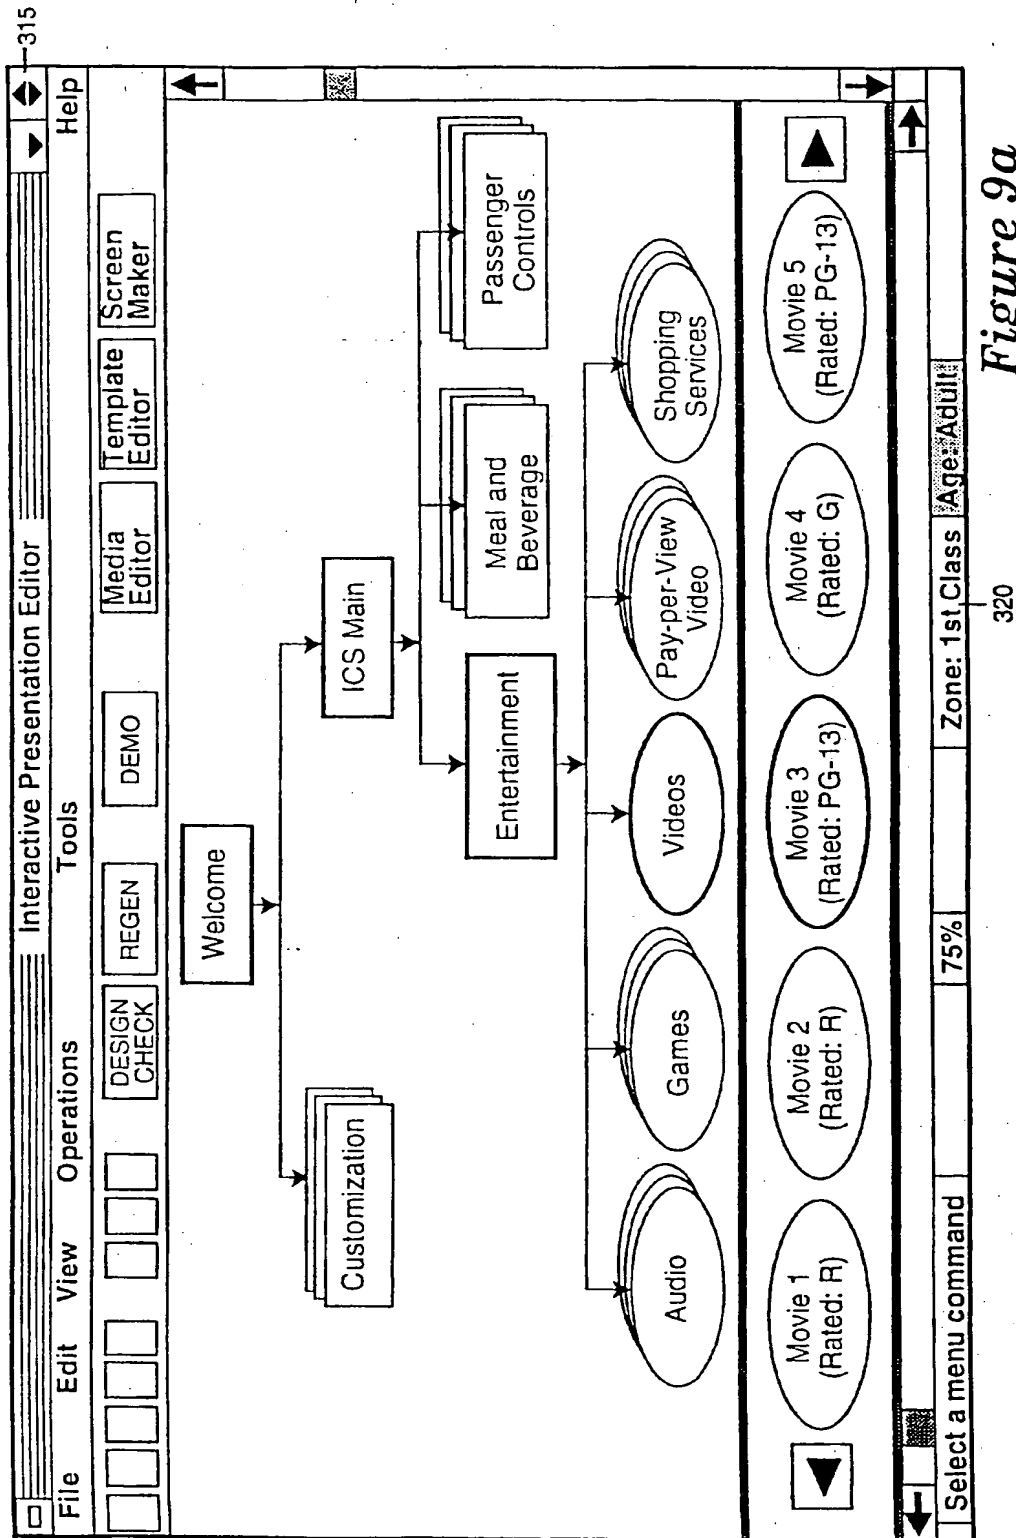 315
Interactive Presentation Editor
File Edit View Operations Tools Help
DESIGN
CHECK
REGEN
DEMO
Media
Editor
Template
Editor
Screen
Maker
Welcome
Customization
ICS Main
Entertainment
Meal and
Beverage
Passenger
Controls
Audio
Games
Videos
Pay-per-View
Video
Shopping
Services
Movie 1
(Rated: R)
Movie 2
(Rated: R)
Movie 3
(Rated: PG-13)
Movie 4
(Rated: G)
Movie 5
(Rated: PG-13)
Select a menu command
75%
Zone: 1st Class
Age: Adult
320
Figure 9a